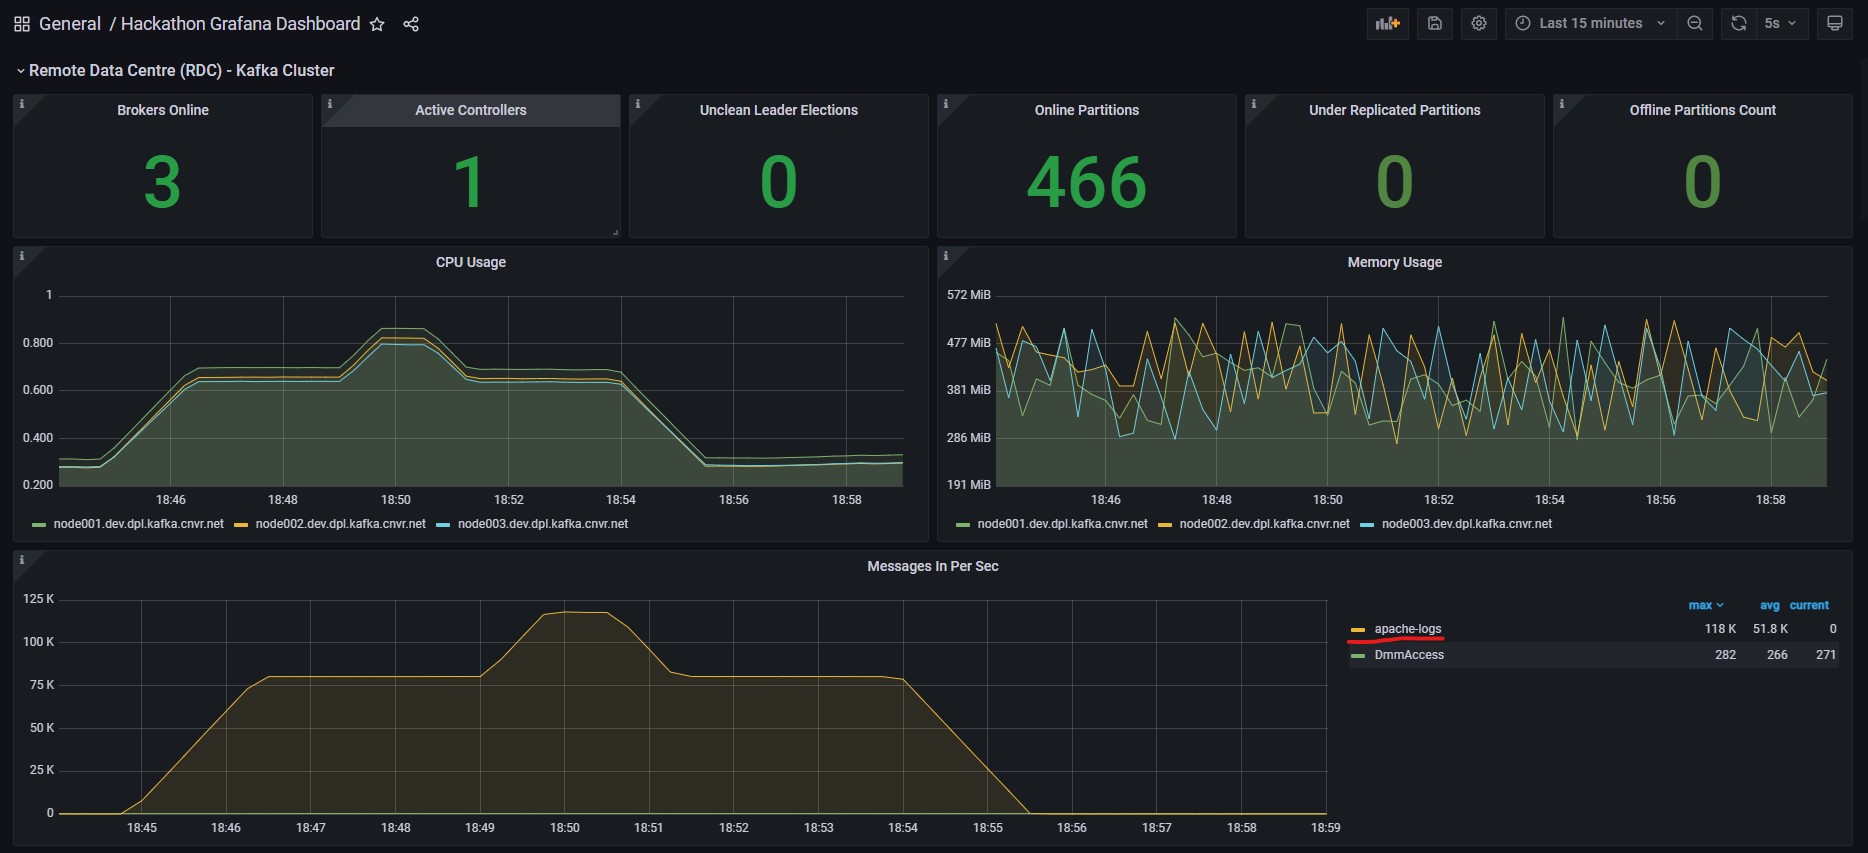 General / Hackathon Grafana Dashboard
Last 15 minutes
5s
Remote Data Centre (RDC) - Kafka Cluster
Brokers Online
Active Controllers
Unclean Leader Elections
Online Partitions
Under Replicated Partitions
Offline Partitions Count
3
1
0
466
0
0
CPU Usage
1
0.800
0.600
0.400
0.200
18:46 18:48 18:50 18:52 18:54 18:56 18:58
node001.dev.dpl.kafka.cnvr.net node002.dev.dpl.kafka.cnvr.net node003.dev.dpl.kafka.cnvr.net
Memory Usage
572 MiB
477 MiB
381 MiB
286 MiB
191 MiB
18:46 18:48 18:50 18:52 18:54 18:56 18:58
node001.dev.dpl.kafka.cnvr.net node002.dev.dpl.kafka.cnvr.net node003.dev.dpl.kafka.cnvr.net
Messages In Per Sec
125 K
100 K
75 K
50 K
25 K
0
18:45 18:46 18:47 18:48 18:49 18:50 18:51 18:52 18:53 18:54 18:55 18:56 18:57 18:58 18:59
max avg current
apache-logs 118 K 51.8 K 0
DmmAccess 282 266 271